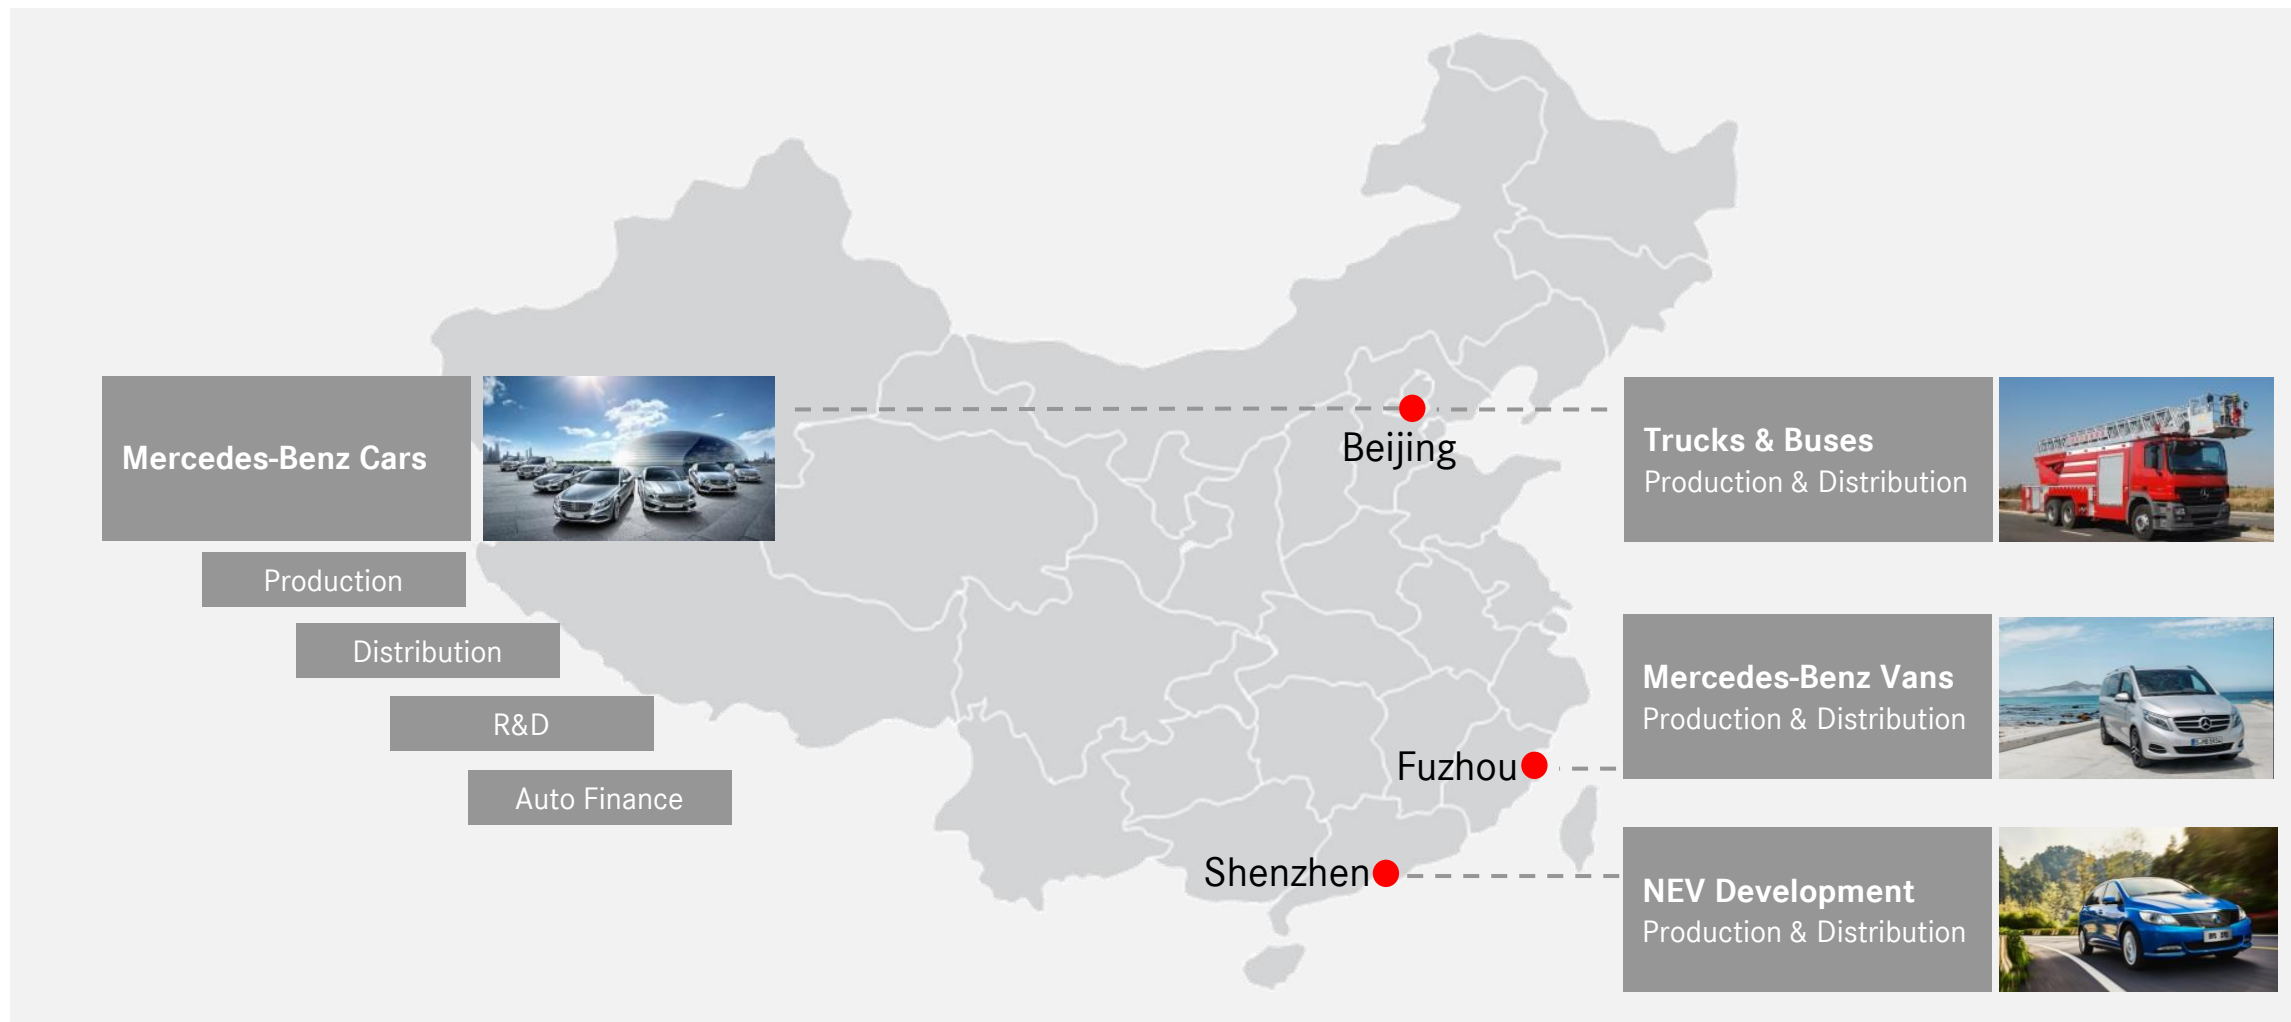 Mercedes-Benz Cars
Production
Distribution
R&D
Auto Finance
Beijing
Fuzhou
Shenzhen
Trucks & Buses
Production & Distribution
Mercedes-Benz Vans
Production & Distribution
NEV Development
Production & Distribution